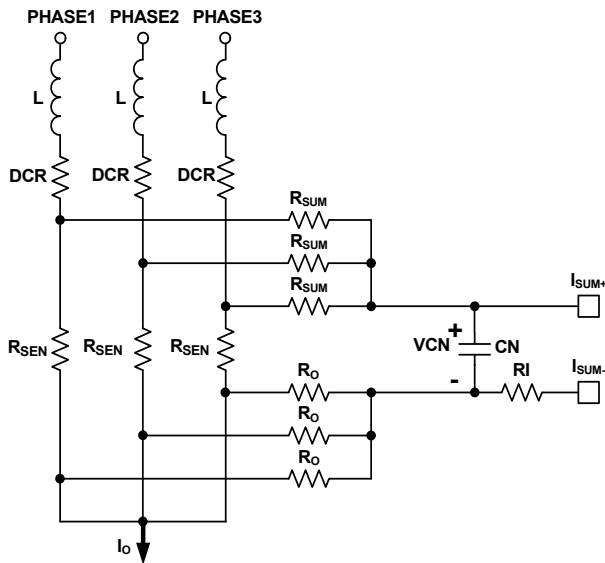 PHASE1 PHASE2 PHASE3
L L L
DCR DCR DCR
RSUM
RSUM
RSUM
ISUM+
RSEN RSEN RSEN
+
VCN CN
-
RO
RO
RO
RI
ISUM-
IO